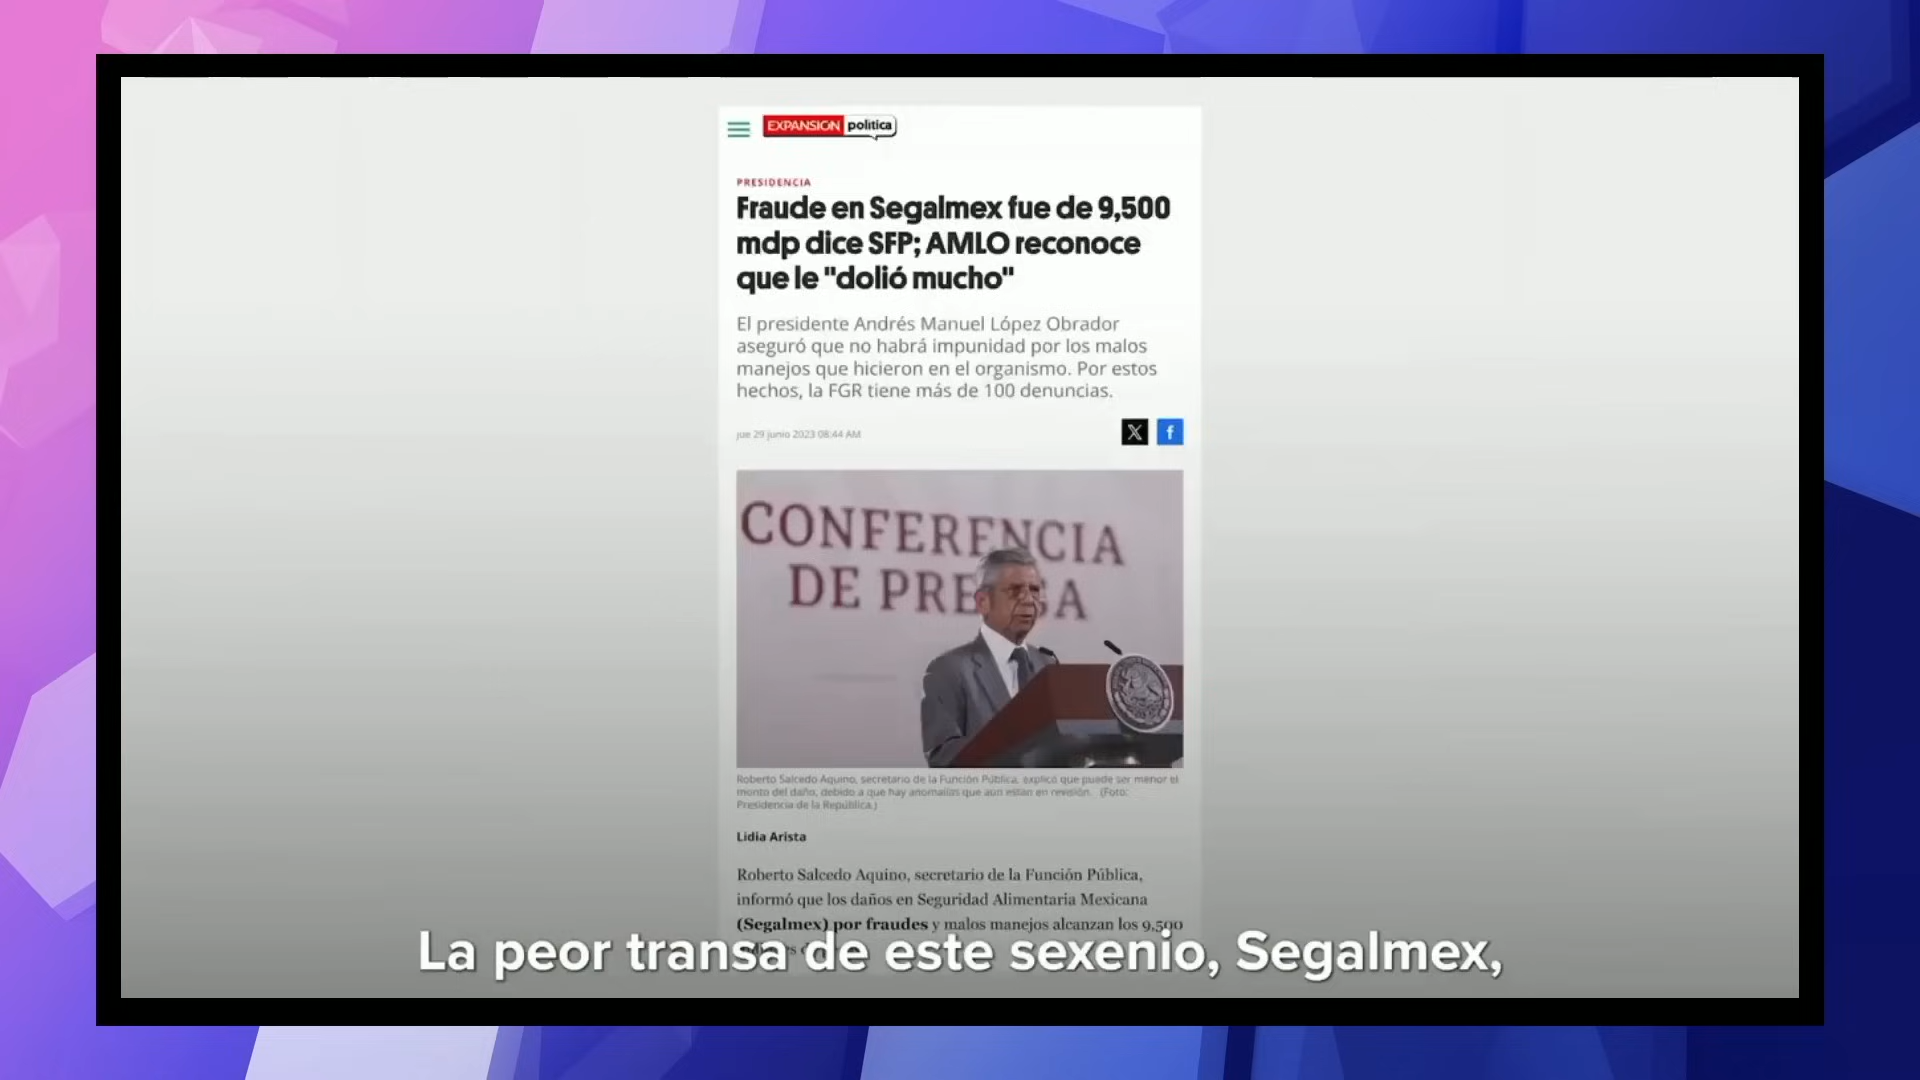 EXPANSIÓN política
PRESIDENCIA
Fraude en Segalmex fue de 9,500
mdp dice SFP; AMLO reconoce
que le "dolió mucho"
El presidente Andrés Manuel López Obrador
aseguró que no habrá impunidad por los malos
manejos que hicieron en el organismo. Por estos
hechos, la FGR tiene más de 100 denuncias.
jue 29 junio 2023 08:44 AM
CONFERENCIA
DE PRE SA
Roberto Salcedo Aquino, secretario de la Función Pública, explicó que puede ser menor el
monto del daño, debido a que hay anomalías que aun estan en revisión. (Foto:
Presidencia de la República.)
Lidia Arista
Roberto Salcedo Aquino, secretario de la Función Pública,
informó que los daños en Seguridad Alimentaria Mexicana
(Segalmex) por fraudes y malos manejos alcanzan los 9,500
La peor transa de este sexenio, Segalmex,